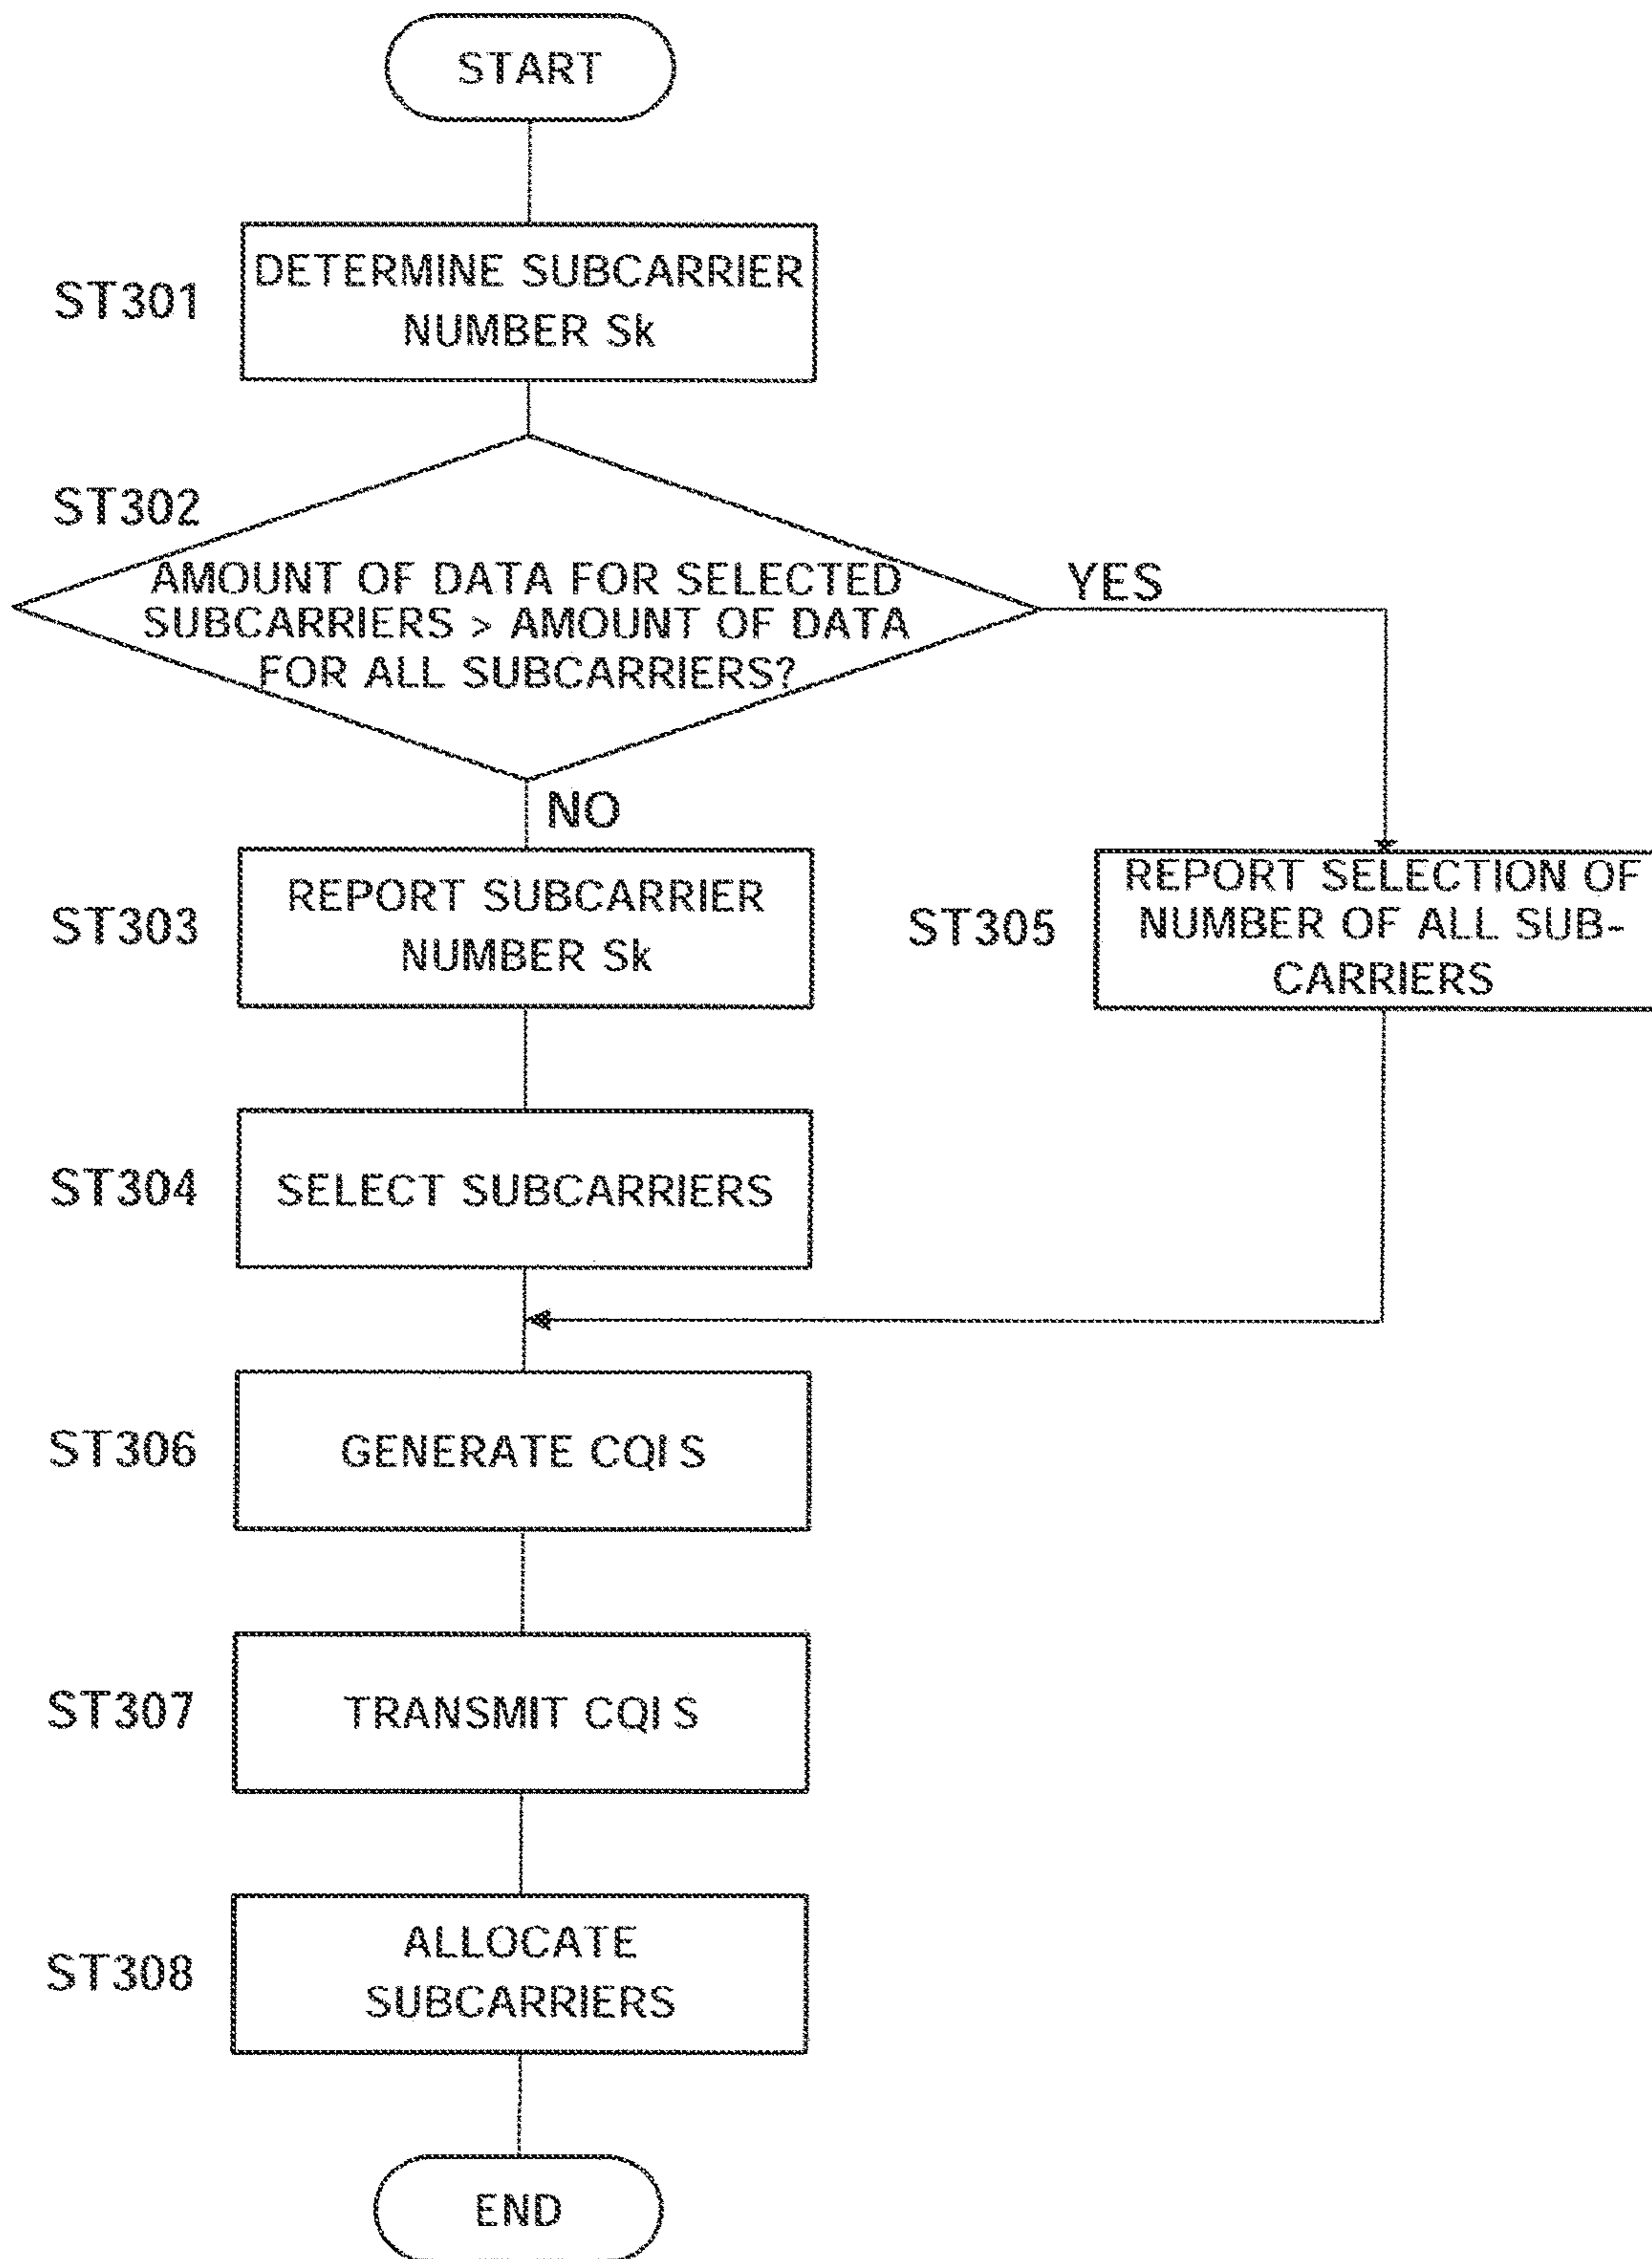 START
ST301
DETERMINE SUBCARRIER
NUMBER Sk
ST302
AMOUNT OF DATA FOR SELECTED
SUBCARRIERS > AMOUNT OF DATA
FOR ALL SUBCARRIERS?
YES
NO
ST303
REPORT SUBCARRIER
NUMBER Sk
ST305
REPORT SELECTION OF
NUMBER OF ALL SUB-
CARRIERS
ST304
SELECT SUBCARRIERS
ST306
GENERATE CQI S
ST307
TRANSMIT CQI S
ST308
ALLOCATE
SUBCARRIERS
END